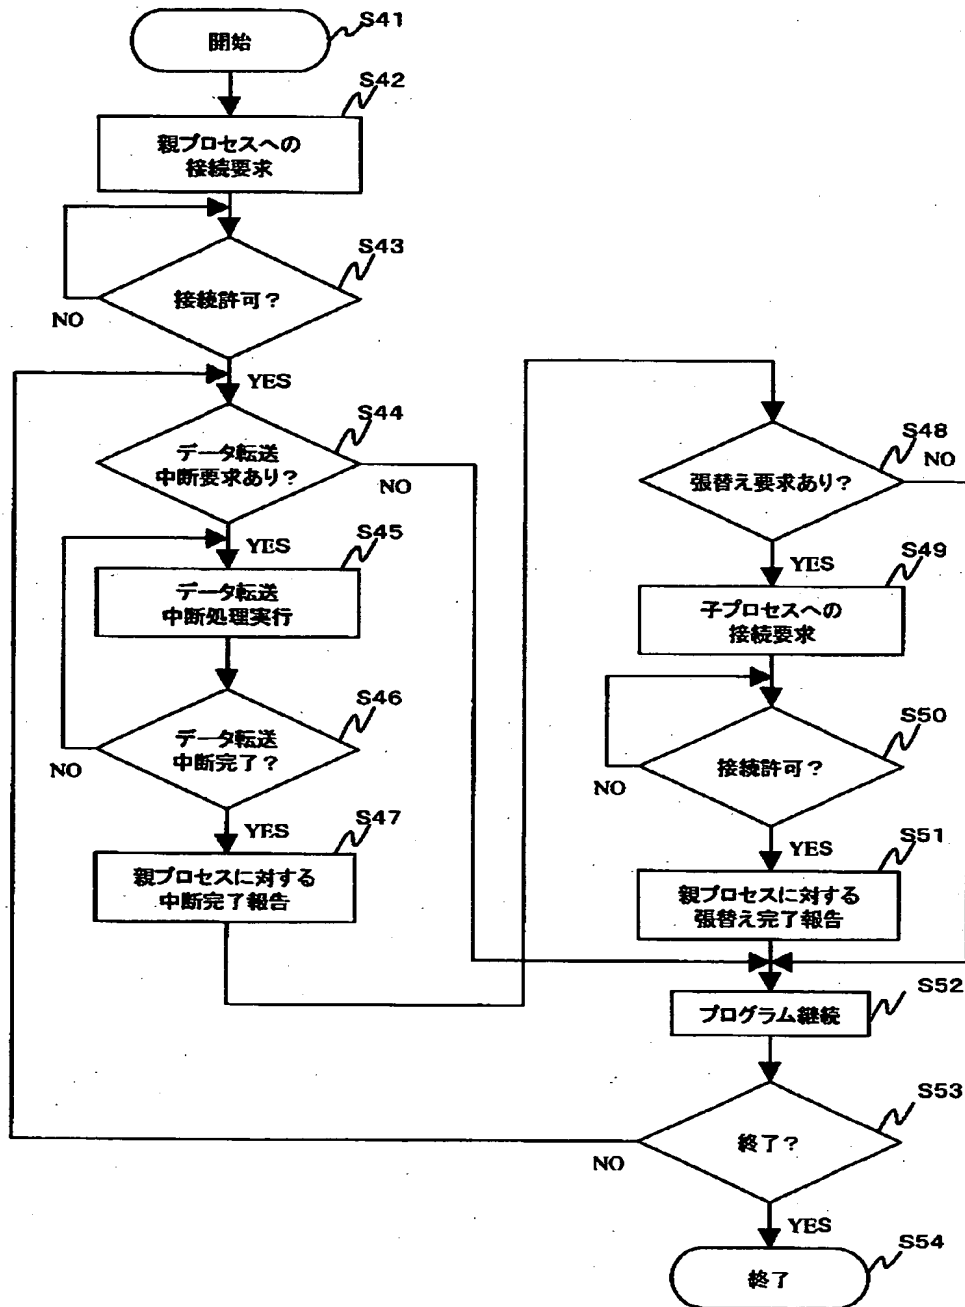 開始
S41
親プロセスへの
接続要求
S42
接続許可？
S43
NO
YES
データ転送
中断要求あり？
S44
NO
YES
データ転送
中断処理実行
S45
データ転送
中断完了？
S46
NO
YES
親プロセスに対する
中断完了報告
S47
張替え要求あり？
S48
NO
YES
子プロセスへの
接続要求
S49
接続許可？
S50
NO
YES
親プロセスに対する
張替え完了報告
S51
プログラム継続
S52
終了？
S53
NO
YES
終了
S54